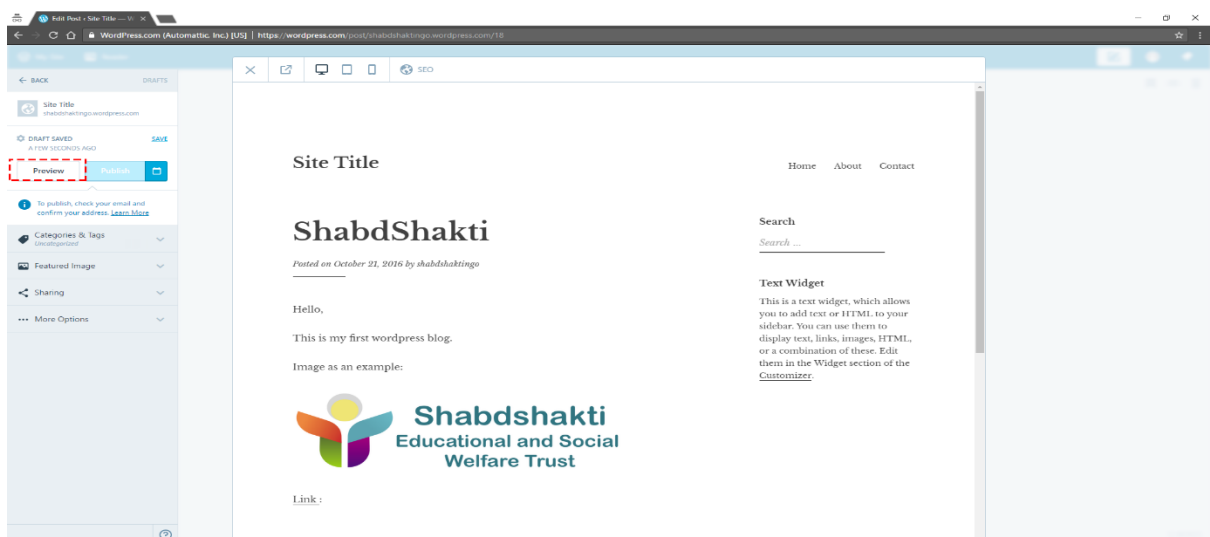 Edit Post ‹ Site Title — W
WordPress.com (Automattic, Inc.) [US] | https://wordpress.com/post/shabdshaktingo.wordpress.com/18
← BACK DRAFTS
SEO
Site Title
shabdshaktingo.wordpress.com
DRAFT SAVED SAVE
A FEW SECONDS AGO
Preview Publish
To publish, check your email and
confirm your address. Learn More
Categories & Tags
Uncategorized
Featured Image
Sharing
More Options
Site Title
Home About Contact
ShabdShakti
Posted on October 21, 2016 by shabdshaktingo
Hello,
This is my first wordpress blog.
Image as an example:
Shabdshakti
Educational and Social
Welfare Trust
Link :
Search
Search ...
Text Widget
This is a text widget, which allows
you to add text or HTML to your
sidebar. You can use them to
display text, links, images, HTML,
or a combination of these. Edit
them in the Widget section of the
Customizer.